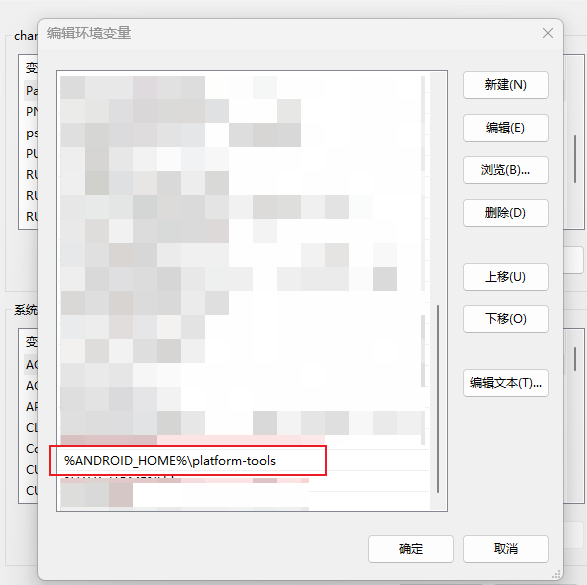 编辑环境变量
char
变
Pa
PN
ps
PU
RU
RU
RU
新建(N)
编辑(E)
浏览(B)...
删除(D)
上移(U)
下移(O)
编辑文本(T)...
系统
变
AC
AC
AF
CL
Co
CU
CU
%ANDROID_HOME%\platform-tools
确定
取消